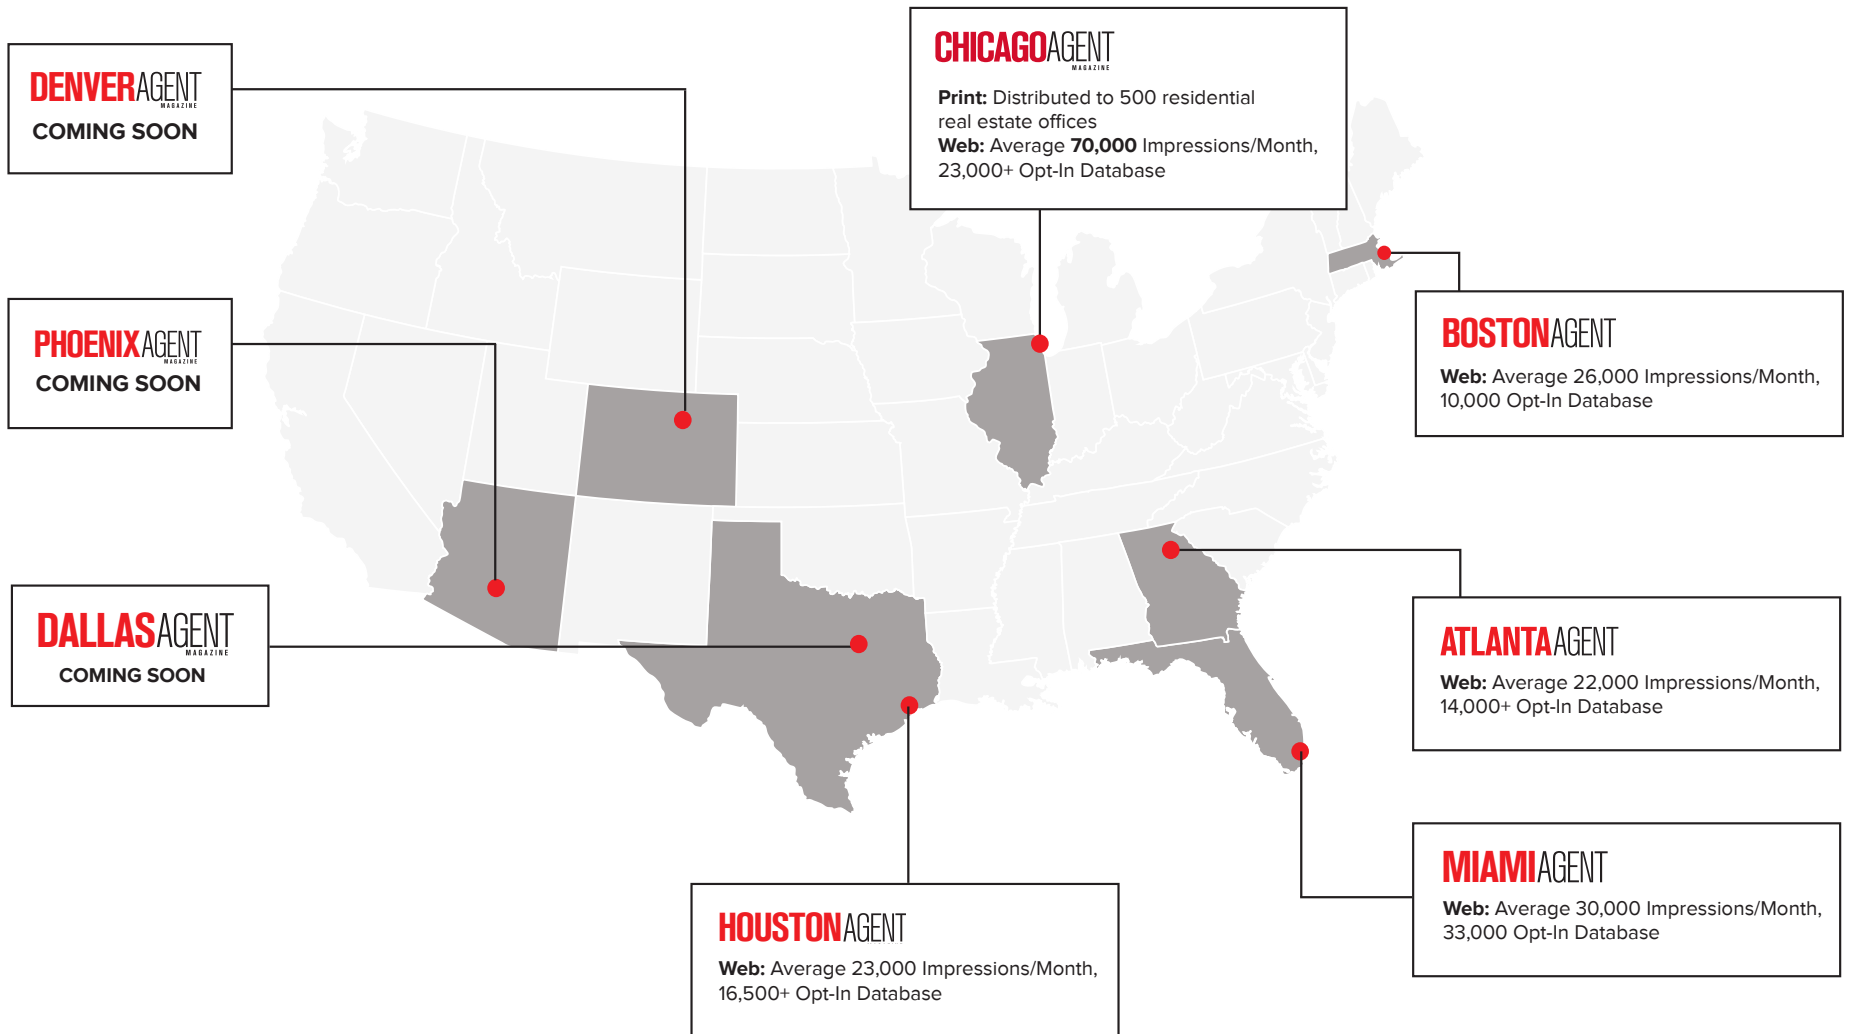 CHICAGOAGENT
MAGAZINE
Print: Distributed to 500 residential
real estate offices
Web: Average 70,000 Impressions/Month,
23,000+ Opt-In Database
DENVERAGENT
MAGAZINE
COMING SOON
PHOENIXAGENT
MAGAZINE
COMING SOON
BOSTONAGENT
Web: Average 26,000 Impressions/Month,
10,000 Opt-In Database
DALLASAGENT
MAGAZINE
COMING SOON
ATLANTAAGENT
Web: Average 22,000 Impressions/Month,
14,000+ Opt-In Database
MIAMIAGENT
Web: Average 30,000 Impressions/Month,
33,000 Opt-In Database
HOUSTONAGENT
Web: Average 23,000 Impressions/Month,
16,500+ Opt-In Database